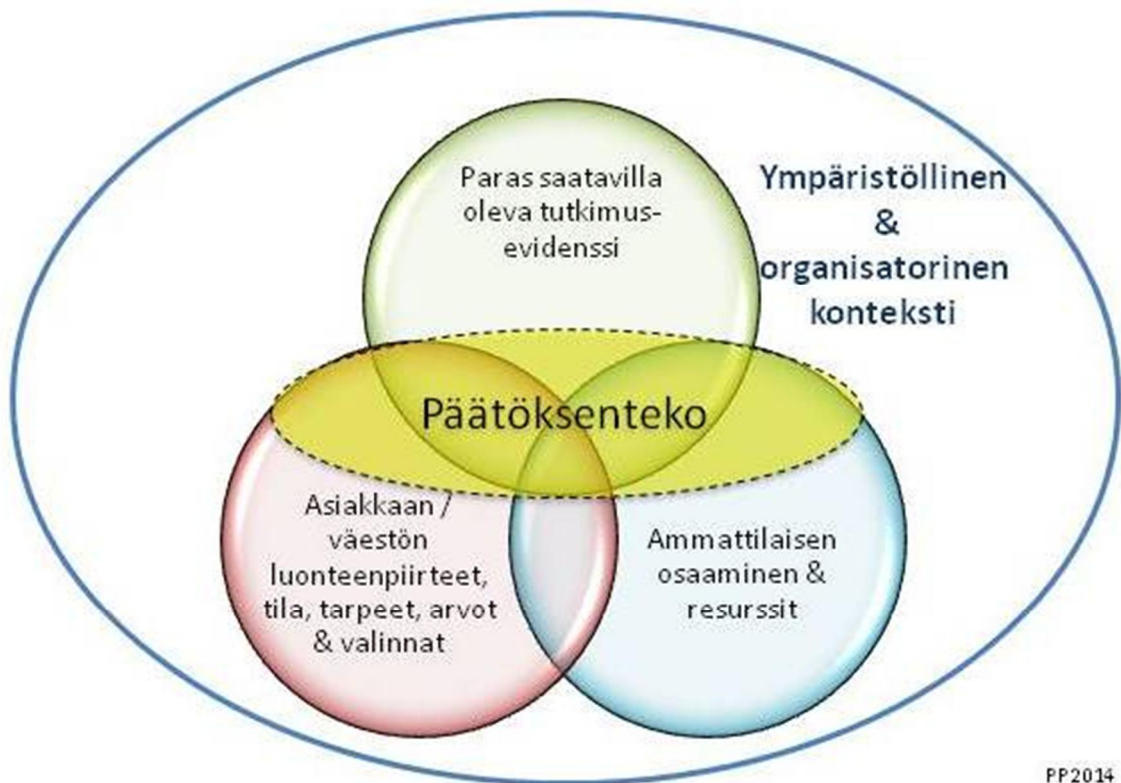 Paras saatavilla
oleva tutkimus-
evidenssi
Ympäristöllinen
&
organisatorinen
konteksti
Päätöksenteko
Asiakkaan /
väestön
luonteenpiirteet,
tila, tarpeet, arvot
& valinnat
Ammattilaisen
osaaminen &
resurssit
PP2014